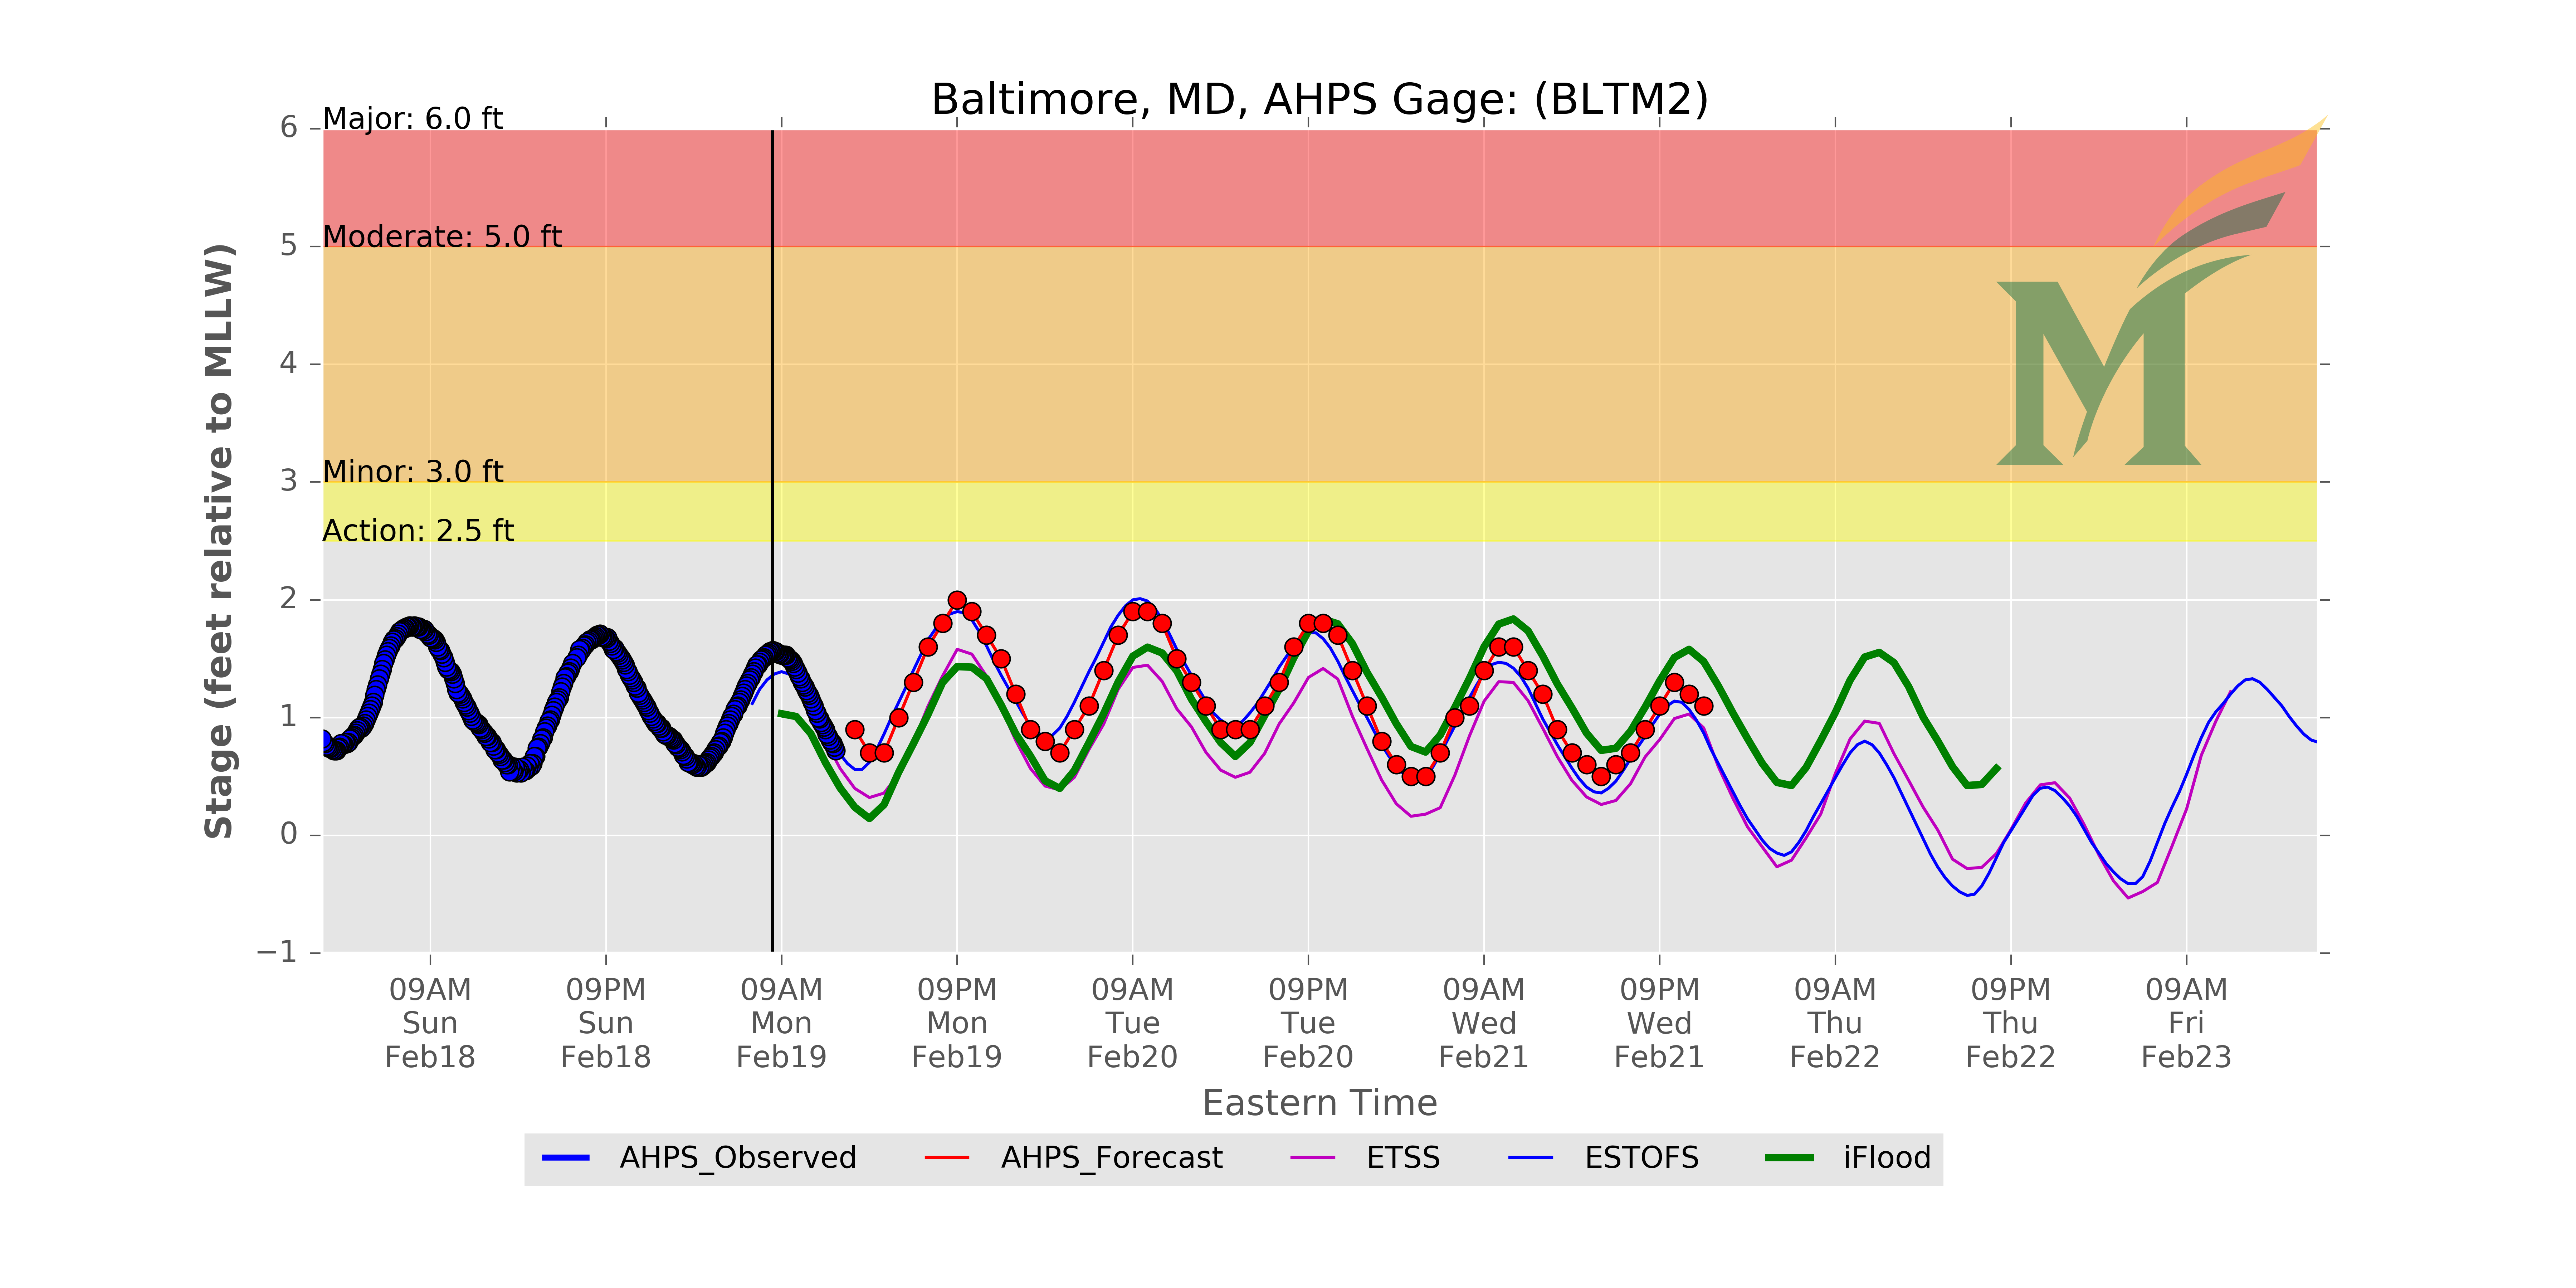 Baltimore, MD, AHPS Gage: (BLTM2)
Major: 6.0 ft
Moderate: 5.0 ft
Minor: 3.0 ft
Action: 2.5 ft
6
5
4
3
2
1
0
−1
Stage (feet relative to MLLW)
09AM Sun Feb18
09PM Sun Feb18
09AM Mon Feb19
09PM Mon Feb19
09AM Tue Feb20
09PM Tue Feb20
09AM Wed Feb21
09PM Wed Feb21
09AM Thu Feb22
09PM Thu Feb22
09AM Fri Feb23
Eastern Time
AHPS_Observed AHPS_Forecast ETSS ESTOFS iFlood
M